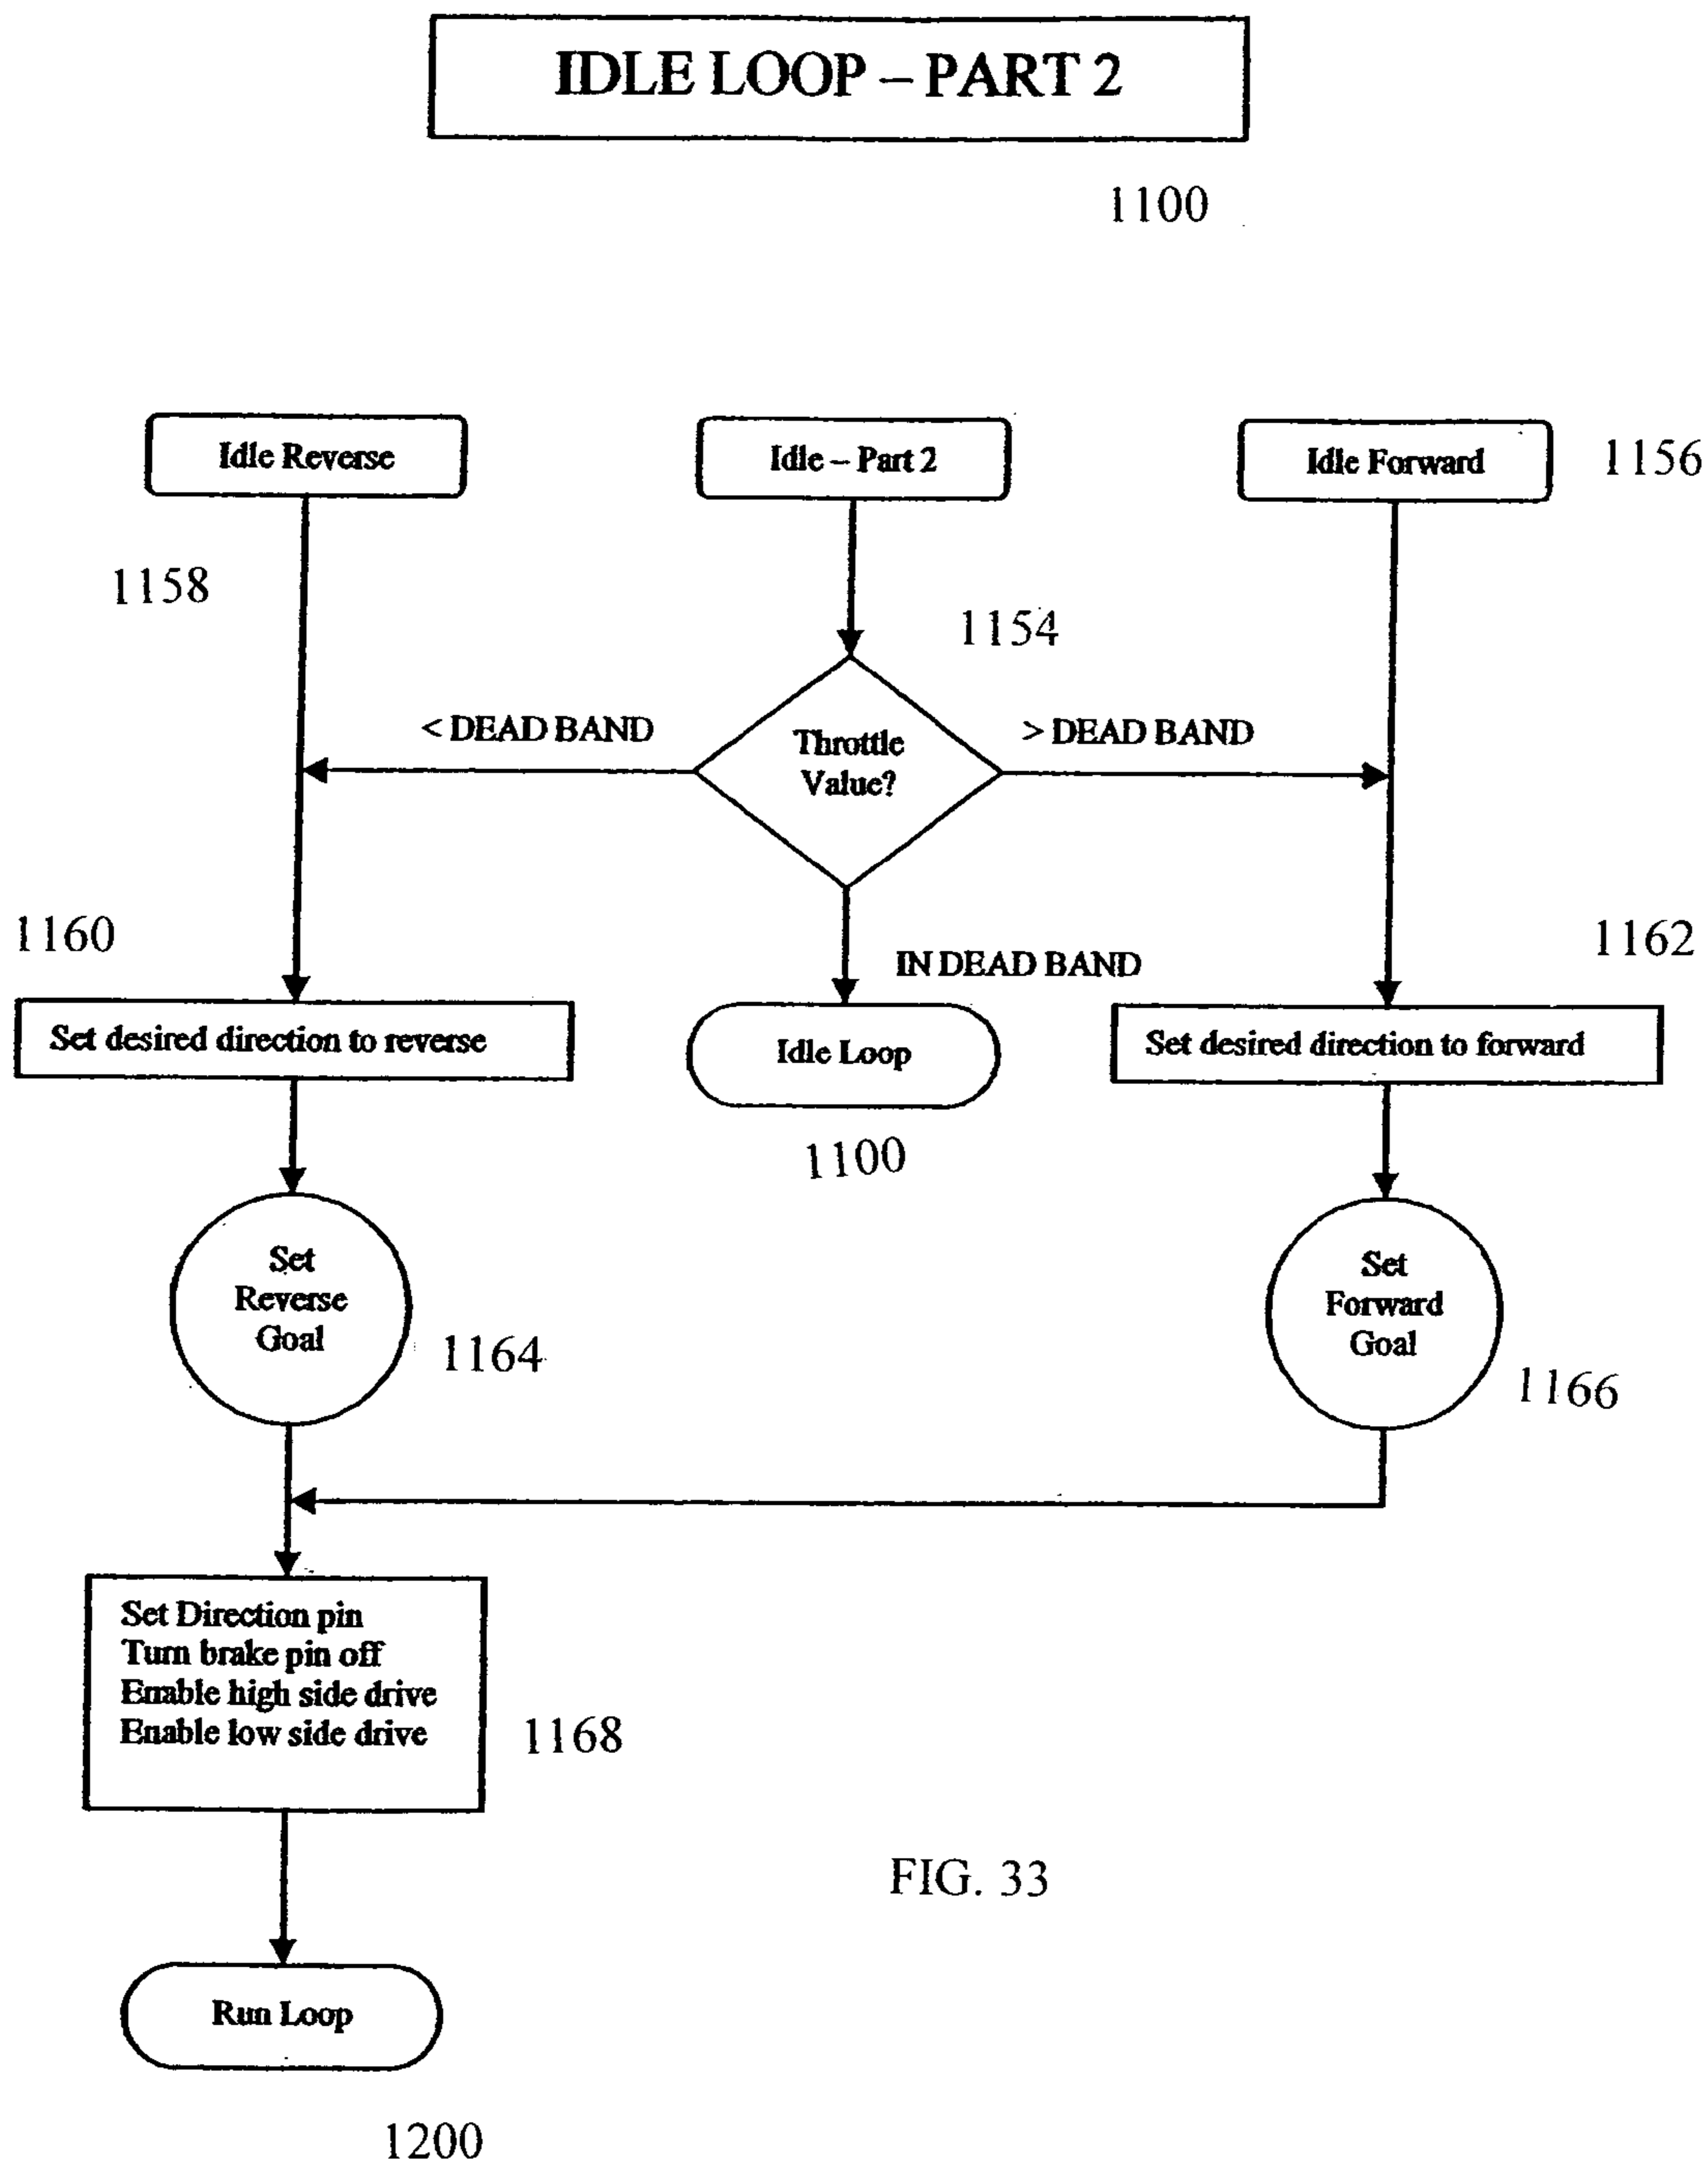 IDLE LOOP – PART 2
1100
Idle Reverse
Idle – Part 2
Idle Forward
1156
1158
1154
< DEAD BAND
Throttle
Value?
> DEAD BAND
1160
IN DEAD BAND
1162
Set desired direction to reverse
Idle Loop
Set desired direction to forward
1100
Set
Reverse
Goal
1164
Set
Forward
Goal
1166
Set Direction pin
Turn brake pin off
Enable high side drive
Enable low side drive
1168
FIG. 33
Run Loop
1200